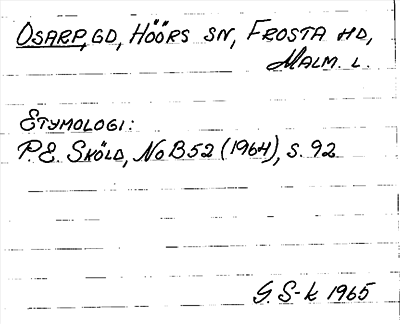 OSARP, GD, HÖÖRS SN, FROSTA HD,
MALM. L.
ETYMOLOGI:
P.E. SKÖLD, NoB 52 (1964), S. 92
G. S-k 1965